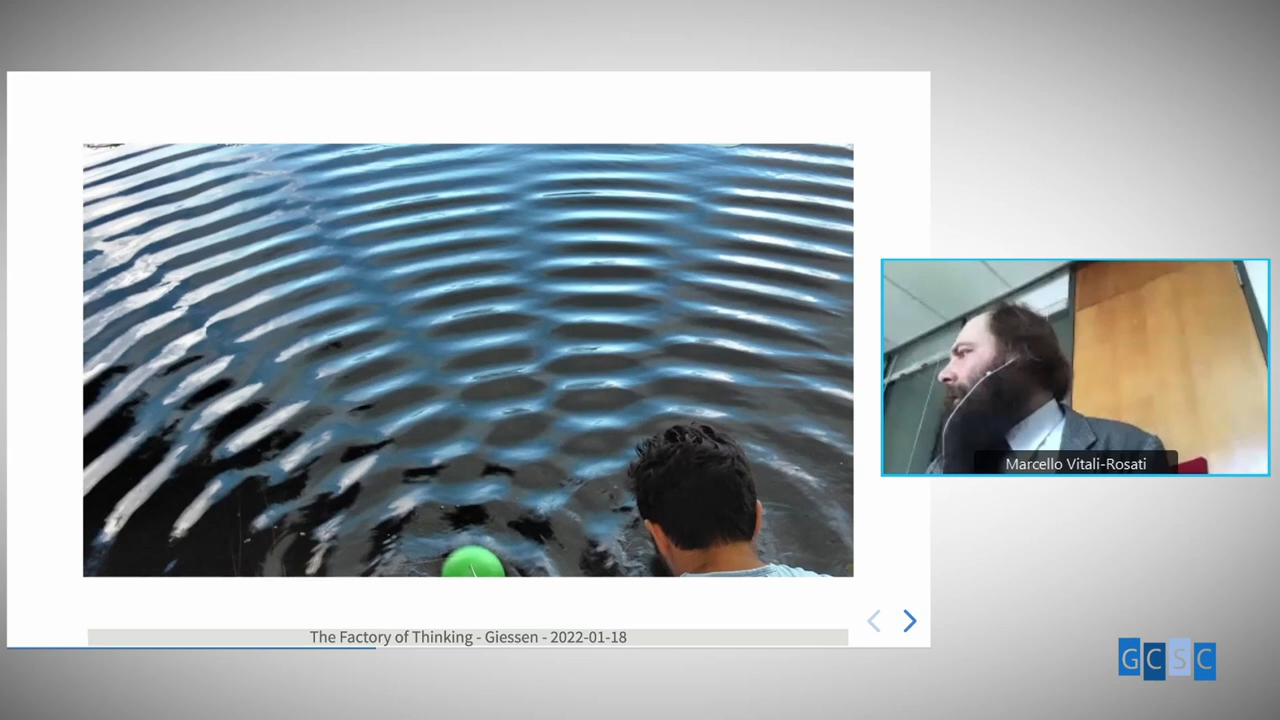 Marcello Vitali-Rosati
The Factory of Thinking - Giessen - 2022-01-18
GCSC